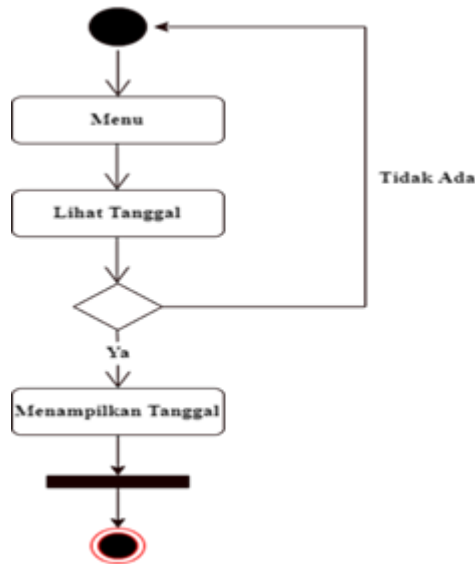 Menu
Tidak Ada
Lihat Tanggal
Ya
Menampilkan Tanggal